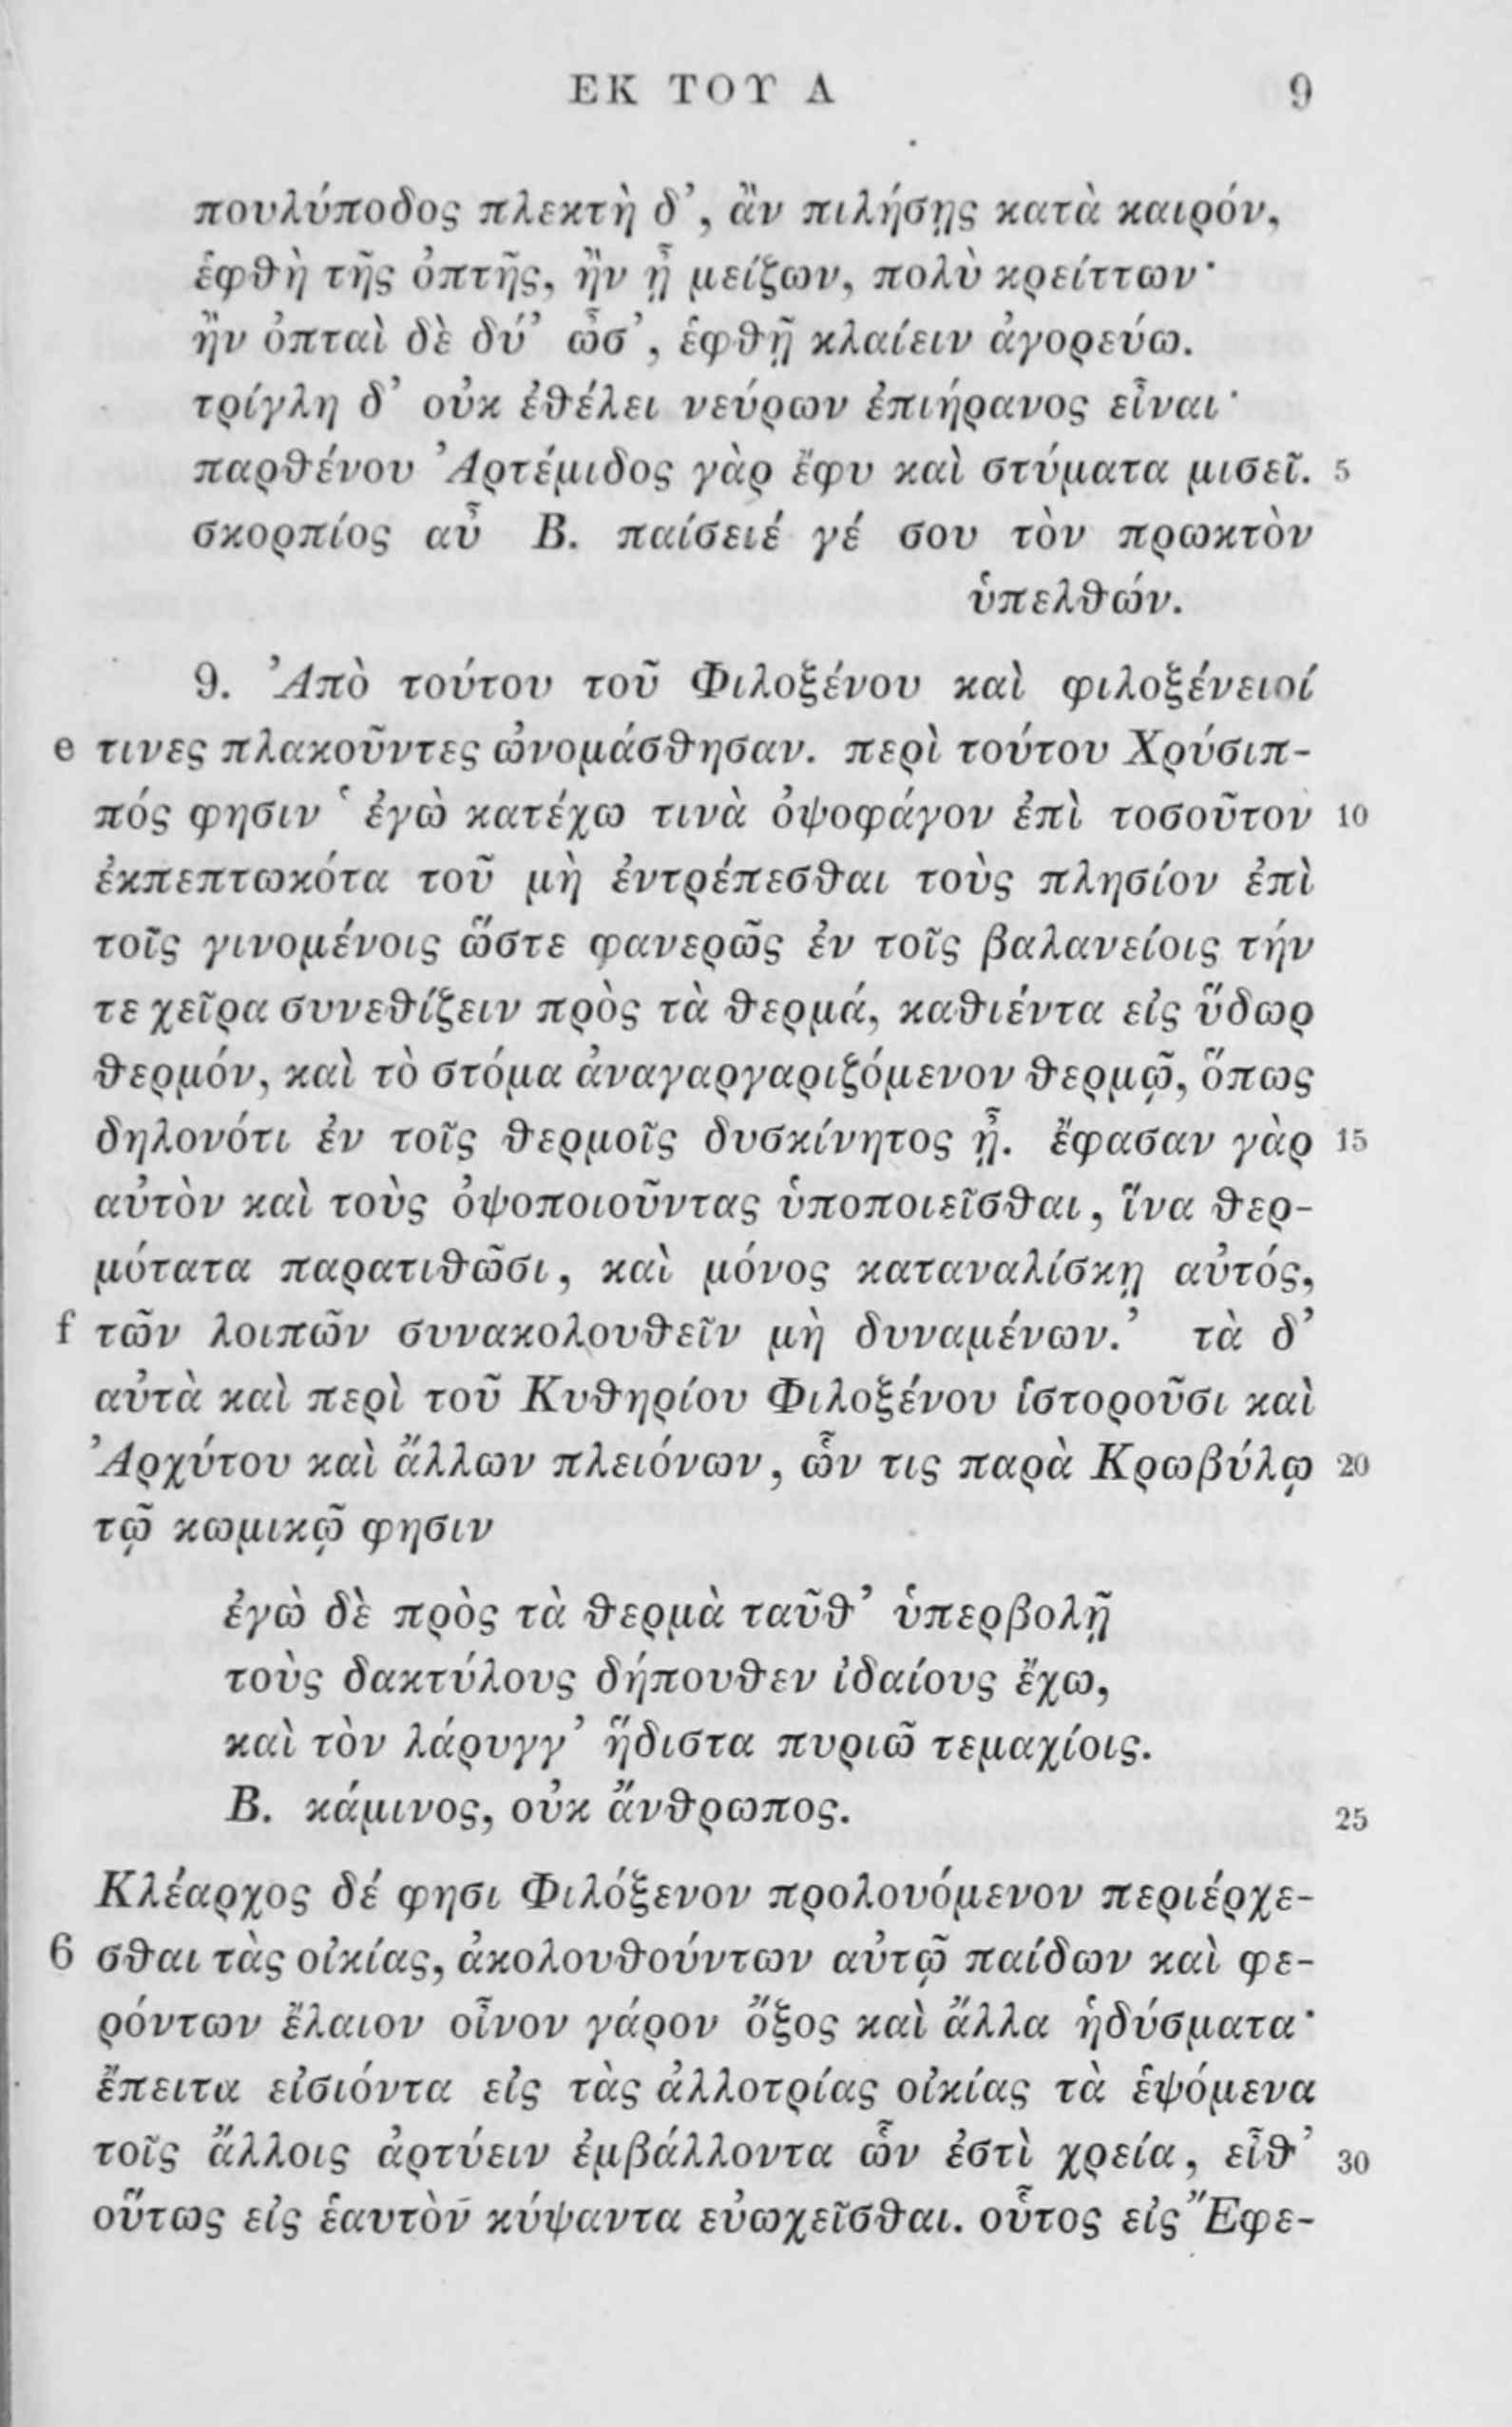 ΕΚ ΤΟΥ Α 9
πουλύποδος πλεκτὴ δ’, ἂν πιλήσῃς κατὰ καιρόν,
ἑφθὴ τῆς ὀπτῆς, ἢν ᾖ μείζων, πολὺ κρείττων·
ἢν ὀπταὶ δὲ δύ’ ὦσ’, ἑφθῇ κλαίειν ἀγορεύω.
τρίγλη δ’ οὐκ ἐθέλει νεύρων ἐπιήρανος εἶναι·
παρθένου Ἀρτέμιδος γὰρ ἔφυ καὶ στύματα μισεῖ. 5
σκορπίος αὖ Β. παίσειέ γέ σου τὸν πρωκτὸν
ὑπελθών.
9. Ἀπὸ τούτου τοῦ Φιλοξένου καὶ φιλοξένειοί
e τινες πλακοῦντες ὠνομάσθησαν. περὶ τούτου Χρύσιπ-
πός φησιν ‘ἐγὼ κατέχω τινὰ ὀψοφάγον ἐπὶ τοσοῦτον 10
ἐκπεπτωκότα τοῦ μὴ ἐντρέπεσθαι τοὺς πλησίον ἐπὶ
τοῖς γινομένοις ὥστε φανερῶς ἐν τοῖς βαλανείοις τήν
τε χεῖρα συνεθίζειν πρὸς τὰ θερμά, καθιέντα εἰς ὕδωρ
θερμόν, καὶ τὸ στόμα ἀναγαργαριζόμενον θερμῷ, ὅπως
δηλονότι ἐν τοῖς θερμοῖς δυσκίνητος ᾖ. ἔφασαν γὰρ 15
αὐτὸν καὶ τοὺς ὀψοποιοῦντας ὑποποιεῖσθαι, ἵνα θερ-
μότατα παρατιθῶσι, καὶ μόνος καταναλίσκῃ αὐτός,
f τῶν λοιπῶν συνακολουθεῖν μὴ δυναμένων.’ τὰ δ’
αὐτὰ καὶ περὶ τοῦ Κυθηρίου Φιλοξένου ἱστοροῦσι καὶ
Ἀρχύτου καὶ ἄλλων πλειόνων, ὧν τις παρὰ Κρωβύλῳ 20
τῷ κωμικῷ φησιν
ἐγὼ δὲ πρὸς τὰ θερμὰ ταῦθ’ ὑπερβολῇ
τοὺς δακτύλους δήπουθεν ἰδαίους ἔχω,
καὶ τὸν λάρυγγ’ ἥδιστα πυριῶ τεμαχίοις.
Β. κάμινος, οὐκ ἄνθρωπος. 25
Κλέαρχος δέ φησι Φιλόξενον προλουόμενον περιέρχε-
6 σθαι τὰς οἰκίας, ἀκολουθούντων αὐτῷ παίδων καὶ φε-
ρόντων ἔλαιον οἶνον γάρον ὄξος καὶ ἄλλα ἡδύσματα·
ἔπειτα εἰσιόντα εἰς τὰς ἀλλοτρίας οἰκίας τὰ ἑψόμενα
τοῖς ἄλλοις ἀρτύειν ἐμβάλλοντα ὧν ἐστὶ χρεία, εἶθ’ 30
οὕτως εἰς ἑαυτὸν κύψαντα εὐωχεῖσθαι. οὗτος εἰς Ἔφε-